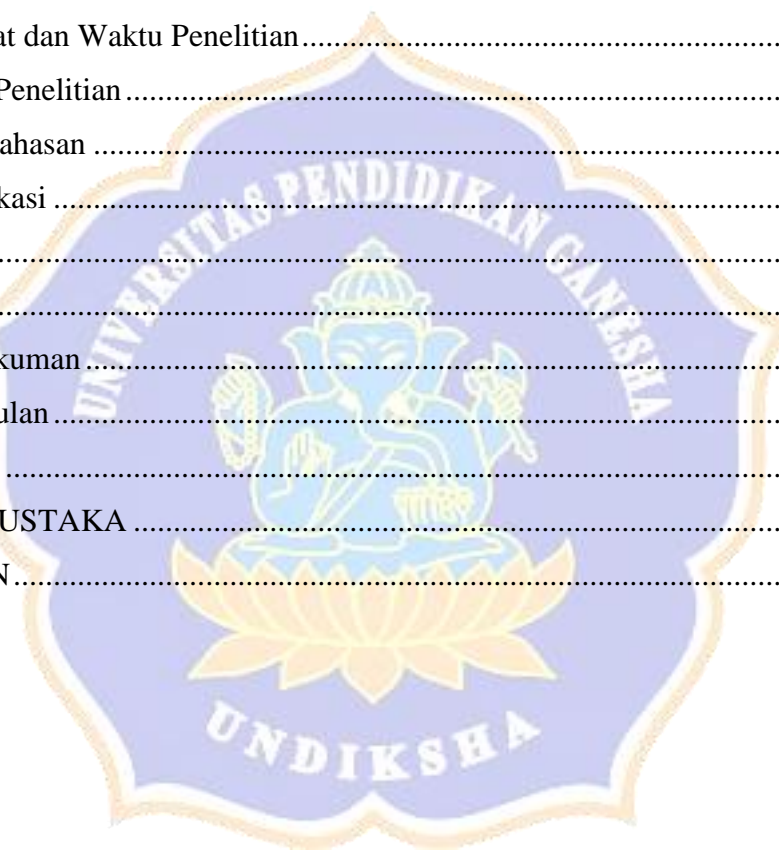 at dan Waktu Penelitian................................................................
Penelitian................................................................
ahasan ................................................................
kasi ................................................................
................................................................
................................................................
kuman................................................................
ulan ................................................................
................................................................
USTAKA ................................................................
N................................................................
UNIVERSITAS PENDIDIKAN GANESHA
UNDIKSHA